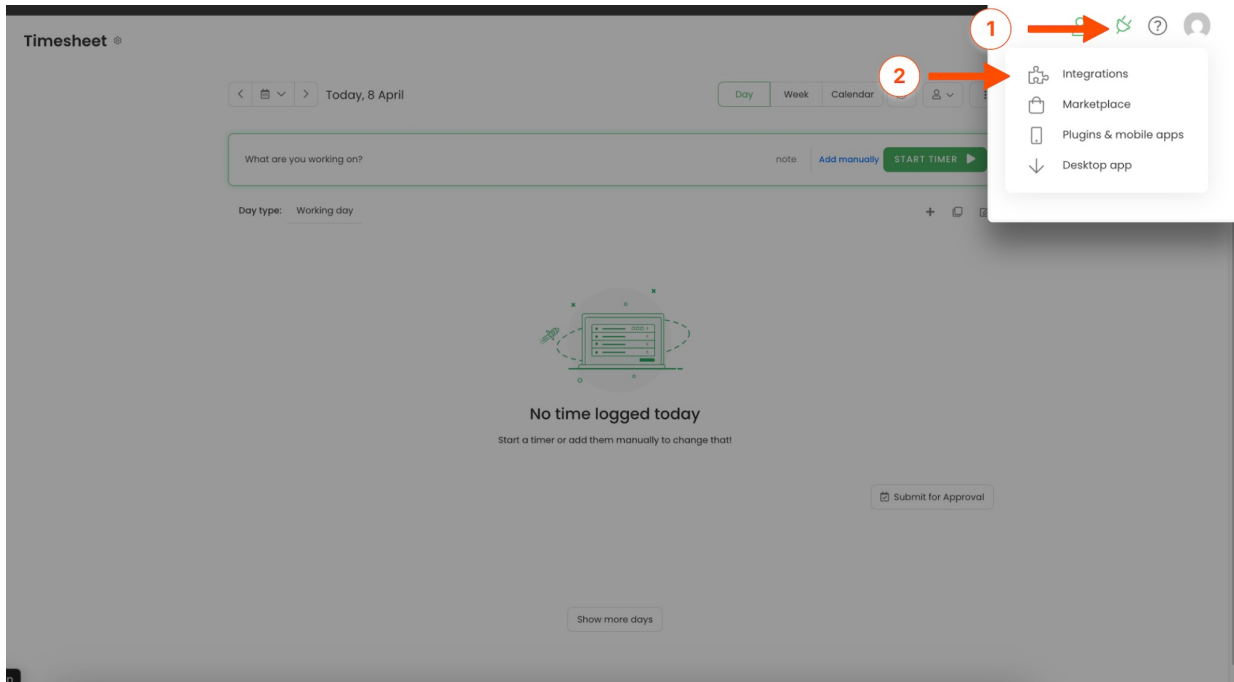 1
Timesheet
2
Integrations
Today, 8 April
Day
Week
Calendar
Marketplace
Plugins & mobile apps
What are you working on?
note
Add manually
START TIMER
Desktop app
Day type:
Working day
No time logged today
Start a timer or add them manually to change that!
Submit for Approval
Show more days